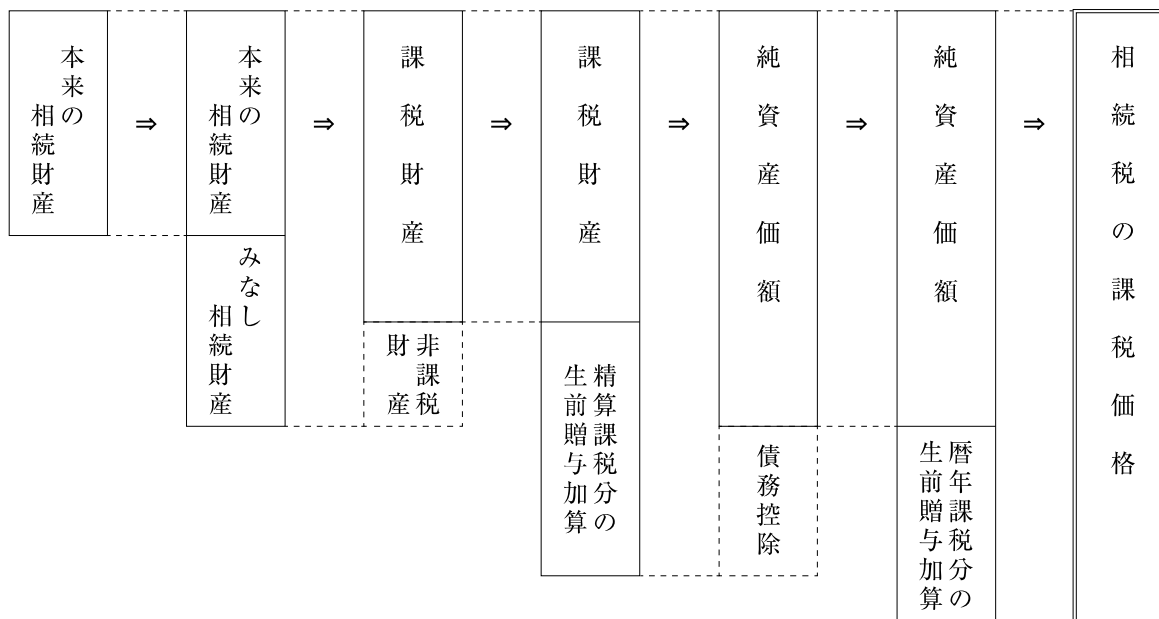 本来の
相続財産
⇒
本来の
相続財産
みなし
相続財産
⇒
課税財産
非課税
財産
⇒
課税財産
精算課税分の
生前贈与加算
⇒
純資産価額
債務控除
⇒
純資産価額
暦年課税分の
生前贈与加算
⇒
相続税の課税価格